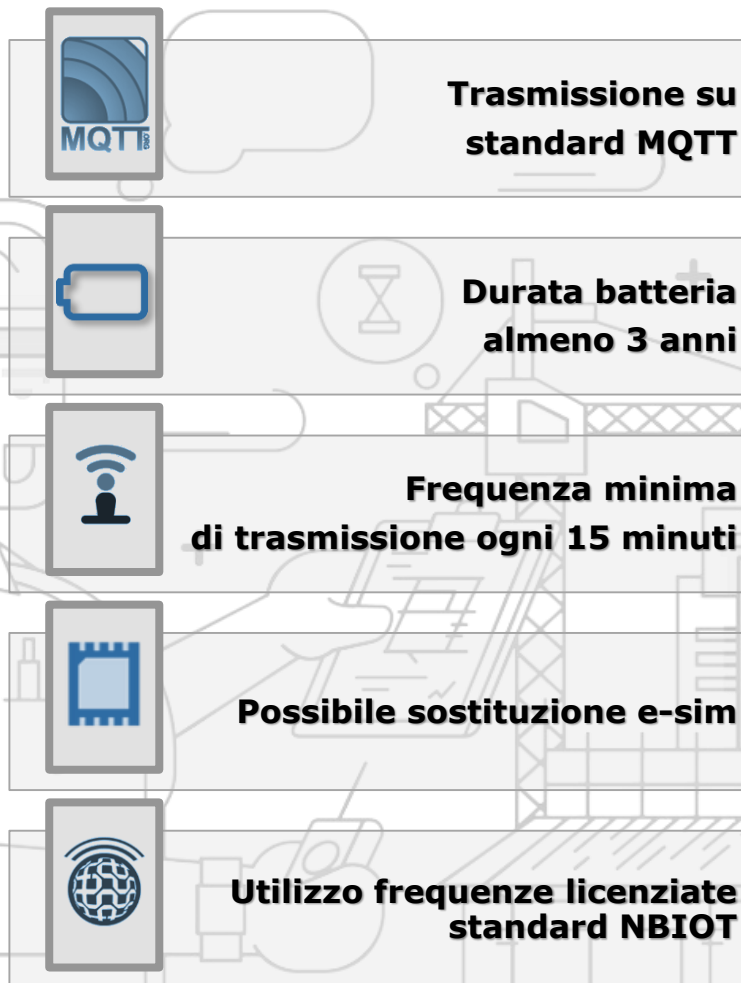 MQTT
.ORG
Trasmissione su
standard MQTT
Durata batteria
almeno 3 anni
Frequenza minima
di trasmissione ogni 15 minuti
Possibile sostituzione e-sim
Utilizzo frequenze licenziate
standard NBIOT